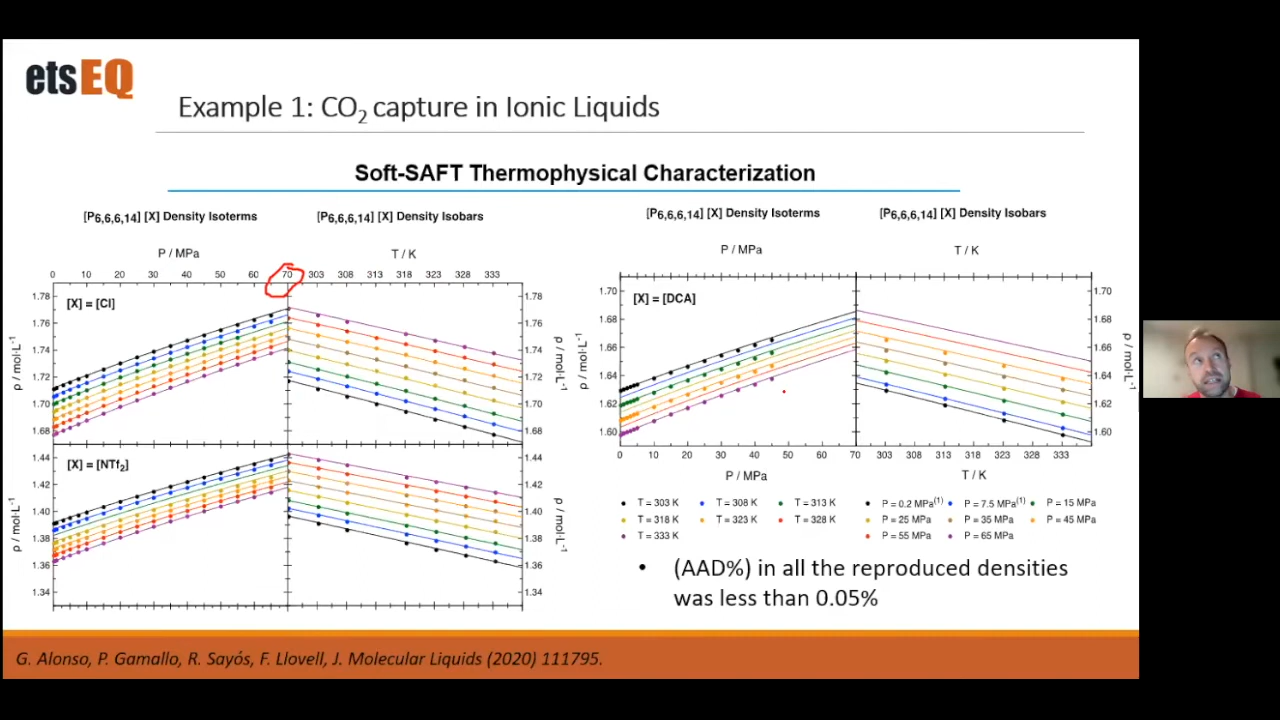 etsEQ
Example 1: CO2 capture in Ionic Liquids
Soft-SAFT Thermophysical Characterization
[P6,6,6,14] [X] Density Isoterms
[P6,6,6,14] [X] Density Isobars
P / MPa
T / K
0 10 20 30 40 50 60 70 303 308 313 318 323 328 333
1.78
1.76
1.74
1.72
1.70
1.68
[X] = [Cl]
ρ / mol·L-1
1.78
1.76
1.74
1.72
1.70
1.68
ρ / mol·L-1
1.44
1.42
1.40
1.38
1.36
1.34
[X] = [NTf2]
ρ / mol·L-1
1.44
1.42
1.40
1.38
1.36
1.34
ρ / mol·L-1
[P6,6,6,14] [X] Density Isoterms
[P6,6,6,14] [X] Density Isobars
P / MPa
T / K
1.70
1.68
1.66
1.64
1.62
1.60
[X] = [DCA]
ρ / mol·L-1
1.70
1.68
1.66
1.64
1.62
1.60
ρ / mol·L-1
0 10 20 30 40 50 60 70 303 308 313 318 323 328 333
P / MPa
T / K
T = 303 K T = 308 K T = 313 K
T = 318 K T = 323 K T = 328 K
T = 333 K
P = 0.2 MPa(1) P = 7.5 MPa(1) P = 15 MPa
P = 25 MPa P = 35 MPa P = 45 MPa
P = 55 MPa P = 65 MPa
• (AAD%) in all the reproduced densities
was less than 0.05%
G. Alonso, P. Gamallo, R. Sayós, F. Llovell, J. Molecular Liquids (2020) 111795.